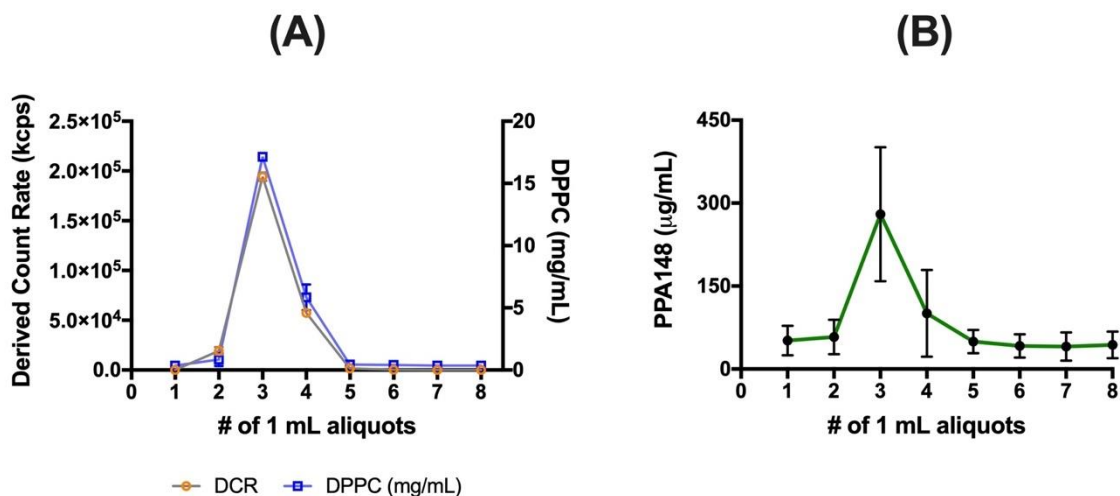 (A)
Derived Count Rate (kcps)
2.5×10⁵
2.0×10⁵
1.5×10⁵
1.0×10⁵
5.0×10⁴
0.0
20
15
10
5
0
DPPC (mg/mL)
0 1 2 3 4 5 6 7 8
# of 1 mL aliquots
DCR DPPC (mg/mL)
(B)
PPA148 (µg/mL)
450
300
150
0
0 1 2 3 4 5 6 7 8
# of 1 mL aliquots